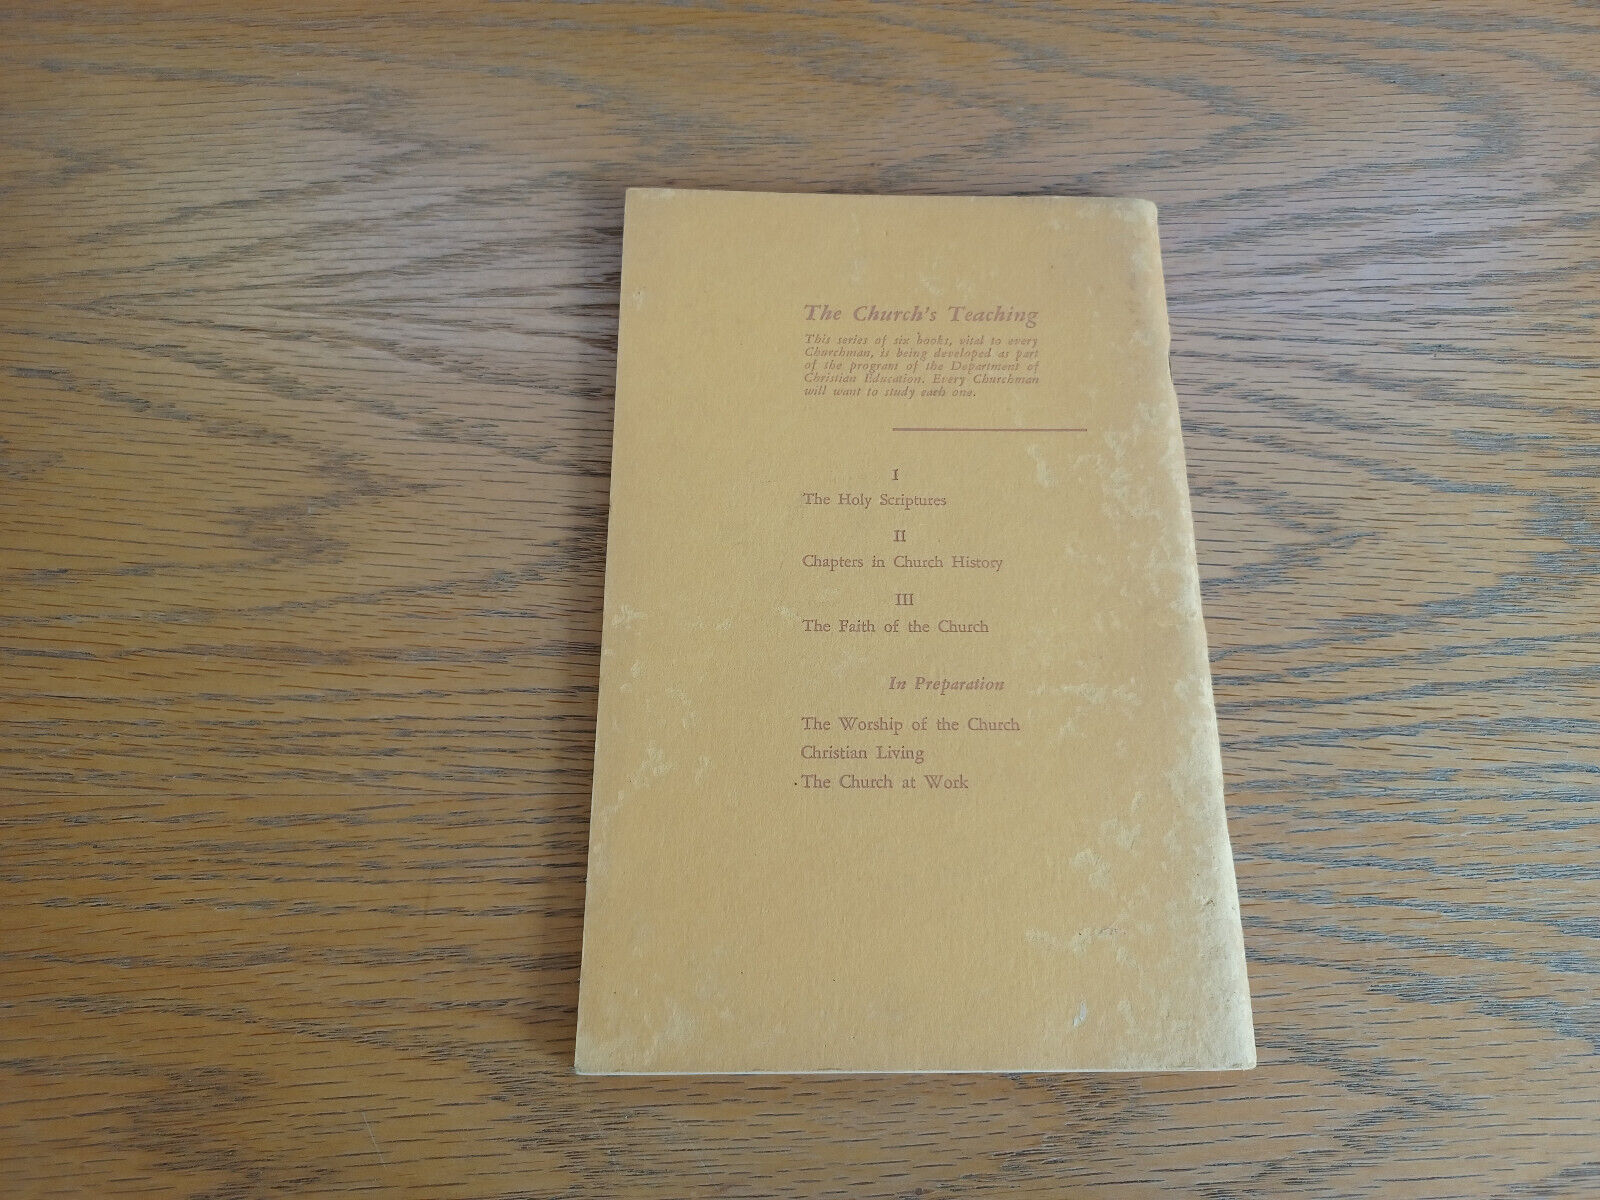 The Church's Teaching
This series of six books, vital to every
Churchman, is being developed as part
of the program of the Department of
Christian Education. Every Churchman
will want to study each one.
I
The Holy Scriptures
II
Chapters in Church History
III
The Faith of the Church
In Preparation
The Worship of the Church
Christian Living
The Church at Work